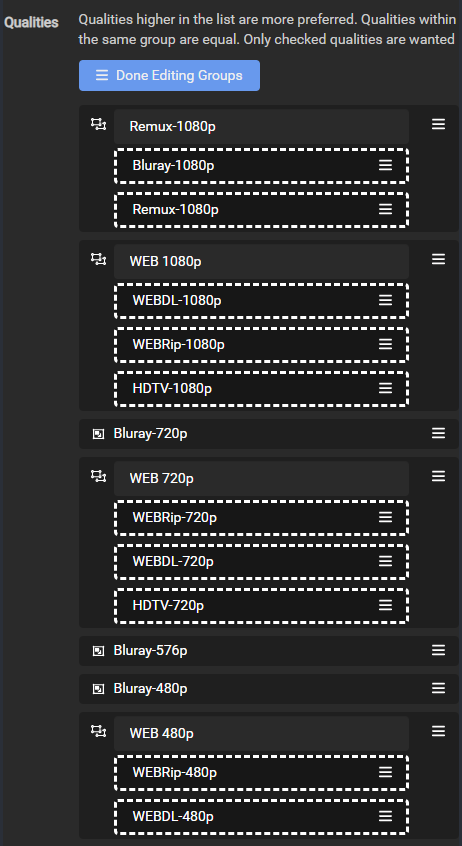 Qualities
Qualities higher in the list are more preferred. Qualities within
the same group are equal. Only checked qualities are wanted
Done Editing Groups
Remux-1080p
Bluray-1080p
Remux-1080p
WEB 1080p
WEBDL-1080p
WEBRip-1080p
HDTV-1080p
Bluray-720p
WEB 720p
WEBRip-720p
WEBDL-720p
HDTV-720p
Bluray-576p
Bluray-480p
WEB 480p
WEBRip-480p
WEBDL-480p